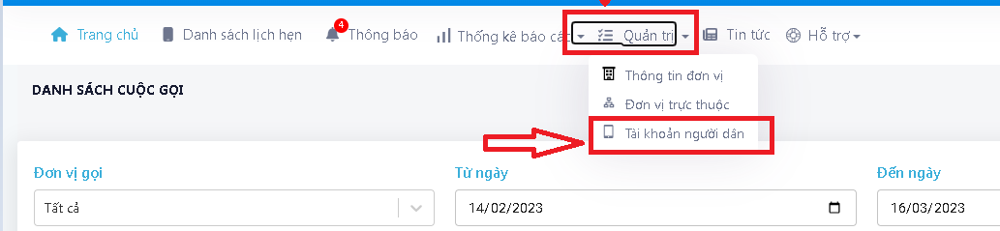 Trang chủ Danh sách lịch hẹn 4 Thông báo Thống kê báo các Quản trị Tin tức Hỗ trợ
Thông tin đơn vị
Đơn vị trực thuộc
Tài khoản người dân
DANH SÁCH CUỘC GỌI
Đơn vị gọi Từ ngày Đến ngày
Tất cả 14/02/2023 16/03/2023